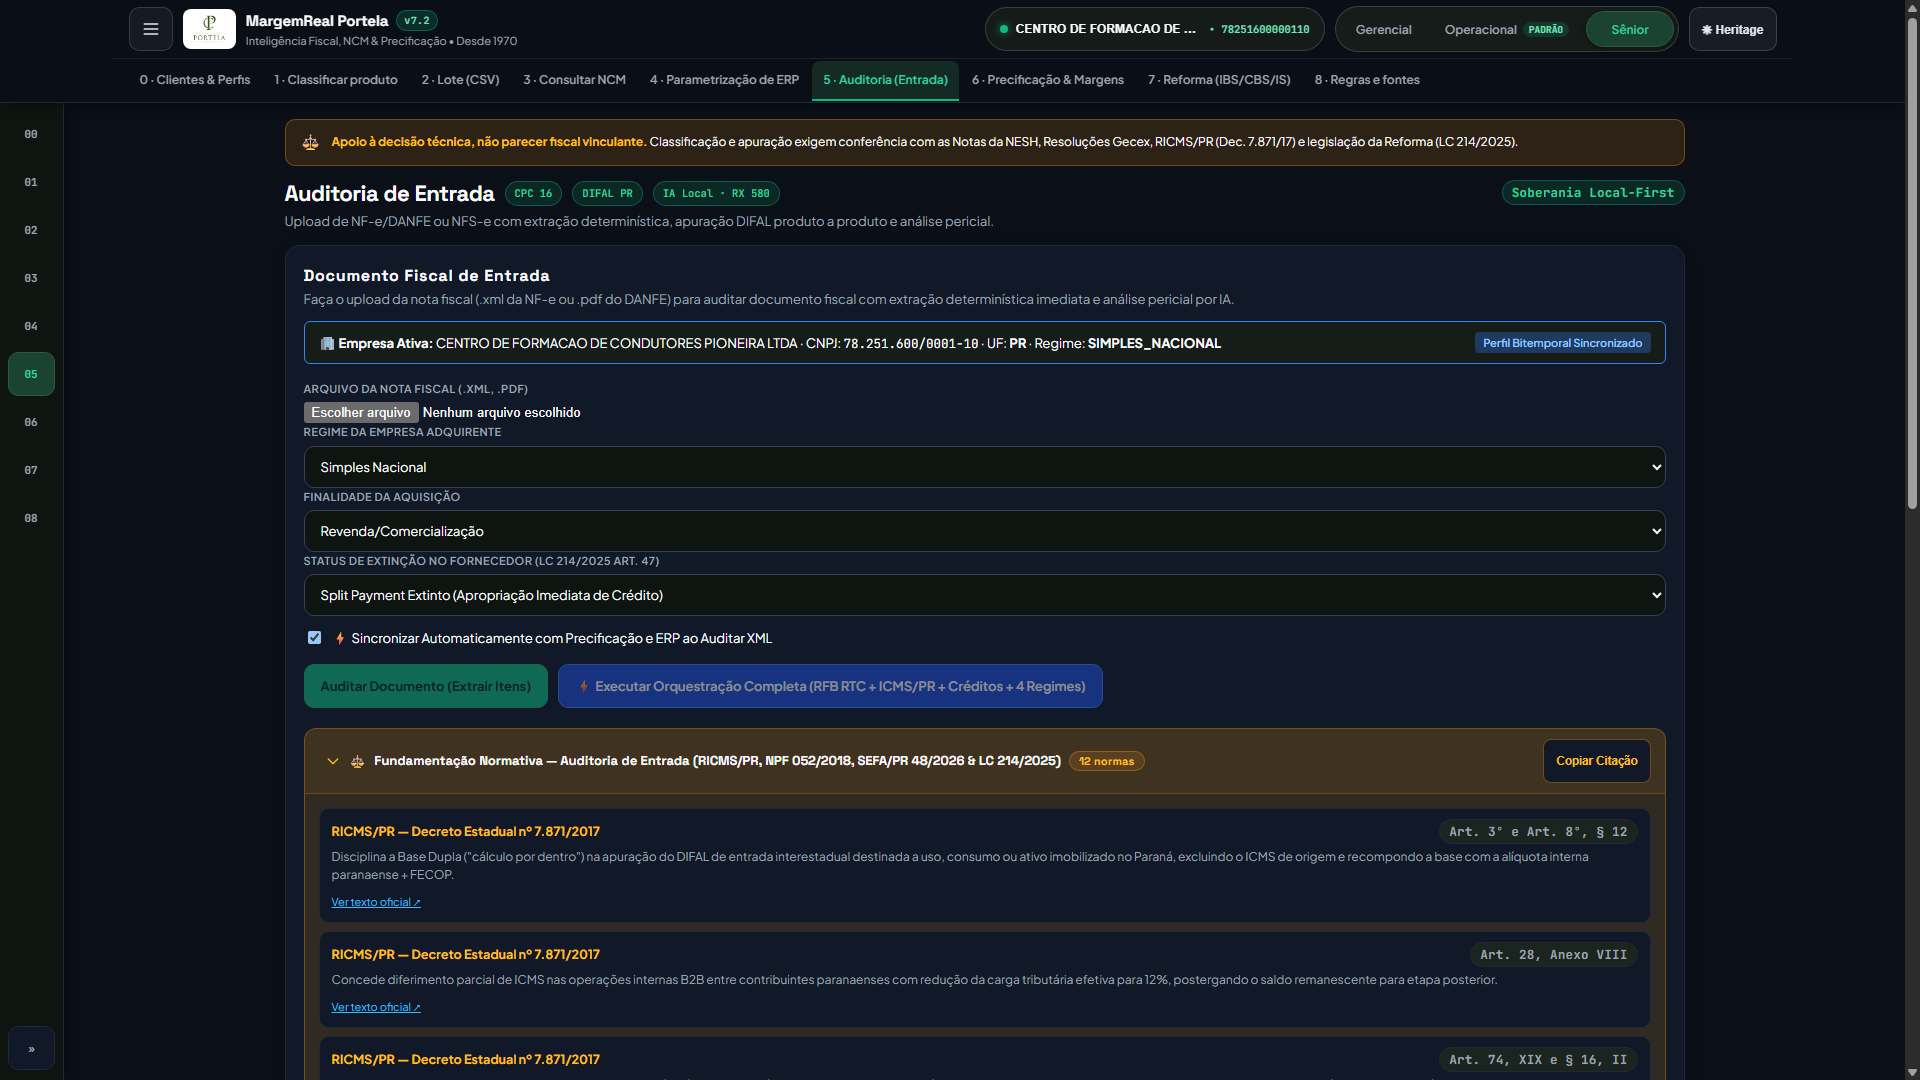 MargemReal Portela v7.2
Inteligência Fiscal, NCM & Precificação • Desde 1970
PORTELA
CENTRO DE FORMACAO DE ... • 78251600000110
Gerencial
Operacional PADRÃO
Sênior
Heritage
0 · Clientes & Perfis
1 · Classificar produto
2 · Lote (CSV)
3 · Consultar NCM
4 · Parametrização de ERP
5 · Auditoria (Entrada)
6 · Precificação & Margens
7 · Reforma (IBS/CBS/IS)
8 · Regras e fontes
00
01
02
03
04
05
06
07
08
»
Apoio à decisão técnica, não parecer fiscal vinculante. Classificação e apuração exigem conferência com as Notas da NESH, Resoluções Gecex, RICMS/PR (Dec. 7.871/17) e legislação da Reforma (LC 214/2025).
Auditoria de Entrada CPC 16 DIFAL PR IA Local · RX 580
Soberania Local-First
Upload de NF-e/DANFE ou NFS-e com extração determinística, apuração DIFAL produto a produto e análise pericial.
Documento Fiscal de Entrada
Faça o upload da nota fiscal (.xml da NF-e ou .pdf do DANFE) para auditar documento fiscal com extração determinística imediata e análise pericial por IA.
Empresa Ativa: CENTRO DE FORMACAO DE CONDUTORES PIONEIRA LTDA · CNPJ: 78.251.600/0001-10 · UF: PR · Regime: SIMPLES_NACIONAL
Perfil Bitemporal Sincronizado
ARQUIVO DA NOTA FISCAL (.XML, .PDF)
Escolher arquivo Nenhum arquivo escolhido
REGIME DA EMPRESA ADQUIRENTE
Simples Nacional
FINALIDADE DA AQUISIÇÃO
Revenda/Comercialização
STATUS DE EXTINÇÃO NO FORNECEDOR (LC 214/2025 ART. 47)
Split Payment Extinto (Apropriação Imediata de Crédito)
Sincronizar Automaticamente com Precificação e ERP ao Auditar XML
Auditar Documento (Extrair Itens)
Executar Orquestração Completa (RFB RTC + ICMS/PR + Créditos + 4 Regimes)
Fundamentação Normativa — Auditoria de Entrada (RICMS/PR, NPF 052/2018, SEFA/PR 48/2026 & LC 214/2025) 12 normas
Copiar Citação
RICMS/PR — Decreto Estadual nº 7.871/2017
Art. 3° e Art. 8°, § 12
Disciplina a Base Dupla ("cálculo por dentro") na apuração do DIFAL de entrada interestadual destinada a uso, consumo ou ativo imobilizado no Paraná, excluindo o ICMS de origem e recompondo a base com a alíquota interna
paranaense + FECOP.
Ver texto oficial ↗
RICMS/PR — Decreto Estadual nº 7.871/2017
Art. 28, Anexo VIII
Concede diferimento parcial de ICMS nas operações internas B2B entre contribuintes paranaenses com redução da carga tributária efetiva para 12%, postergando o saldo remanescente para etapa posterior.
Ver texto oficial ↗
RICMS/PR — Decreto Estadual nº 7.871/2017
Art. 74, XIX e § 16, II